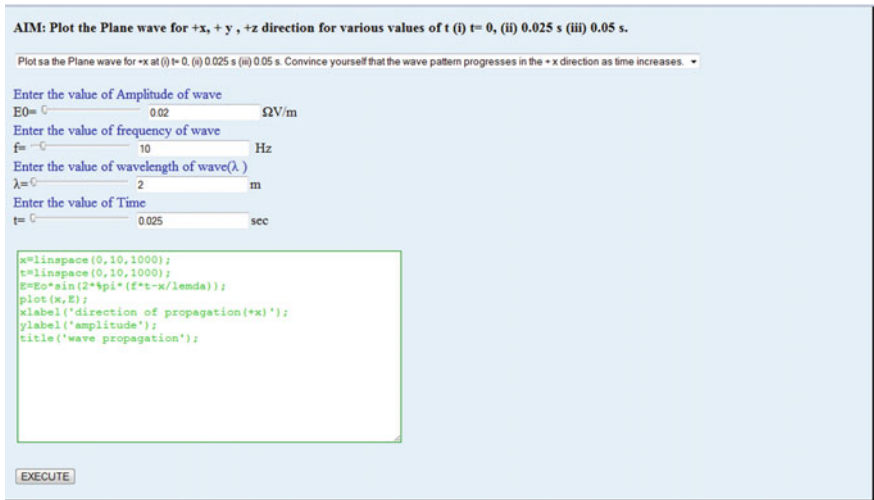 AIM: Plot the Plane wave for +x, + y , +z direction for various values of t (i) t= 0, (ii) 0.025 s (iii) 0.05 s.
Plot sa the Plane wave for +x at (i) t= 0, (ii) 0.025 s (iii) 0.05 s. Convince yourself that the wave pattern progresses in the + x direction as time increases.
Enter the value of Amplitude of wave
E0= 0.02 ΩV/m
Enter the value of frequency of wave
f= 10 Hz
Enter the value of wavelength of wave(λ )
λ= 2 m
Enter the value of Time
t= 0.025 sec
x=linspace(0,10,1000);
t=linspace(0,10,1000);
E=Eo*sin(2*%pi*(f*t-x/lemda));
plot(x,E);
xlabel('direction of propagation(+x)');
ylabel('amplitude');
title('wave propagation');
EXECUTE